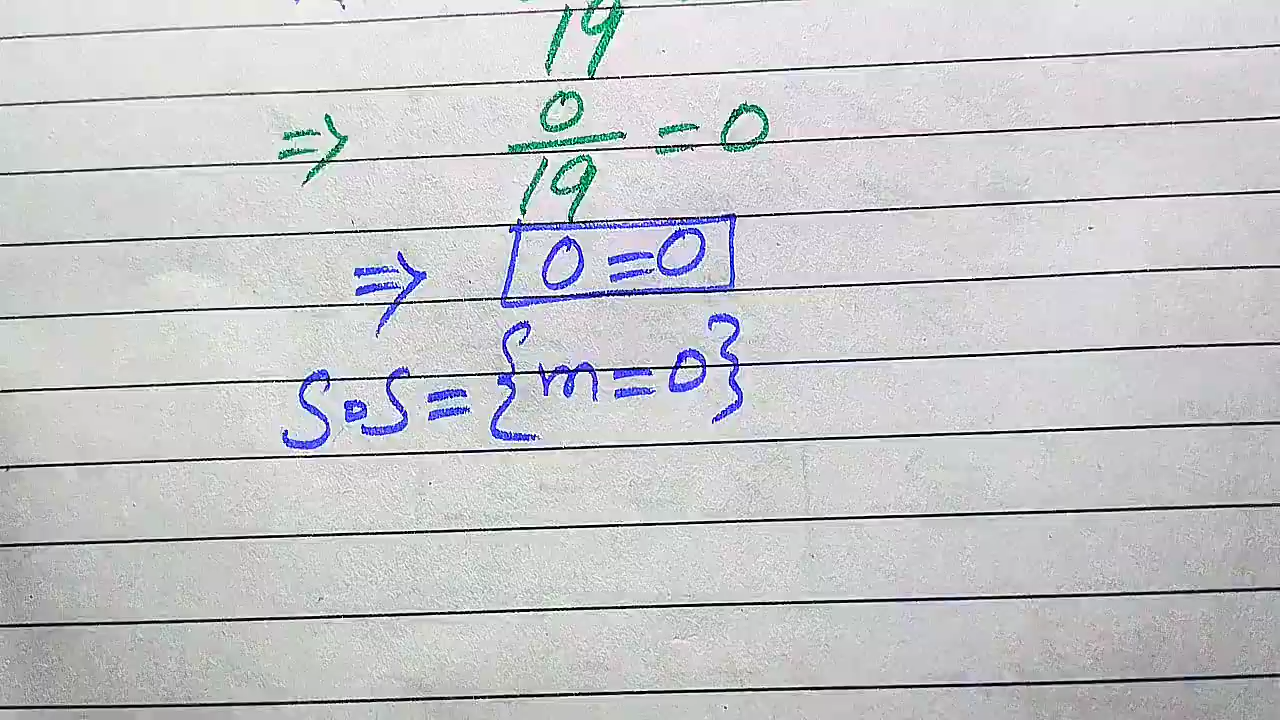 19
⇒ 0/19 = 0
⇒ 0 = 0
S.S = {m = 0}